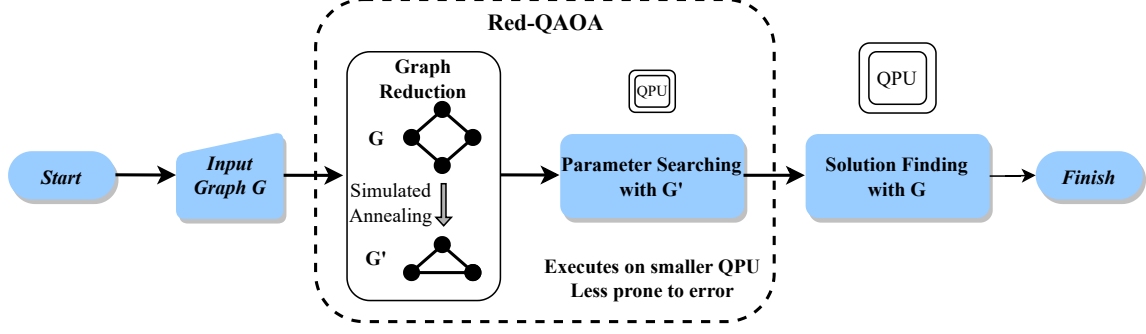 Red-QAOA
Start
Input
Graph G
Graph
Reduction
G
Simulated
Annealing
G'
QPU
Parameter Searching
with G'
Executes on smaller QPU
Less prone to error
QPU
Solution Finding
with G
Finish